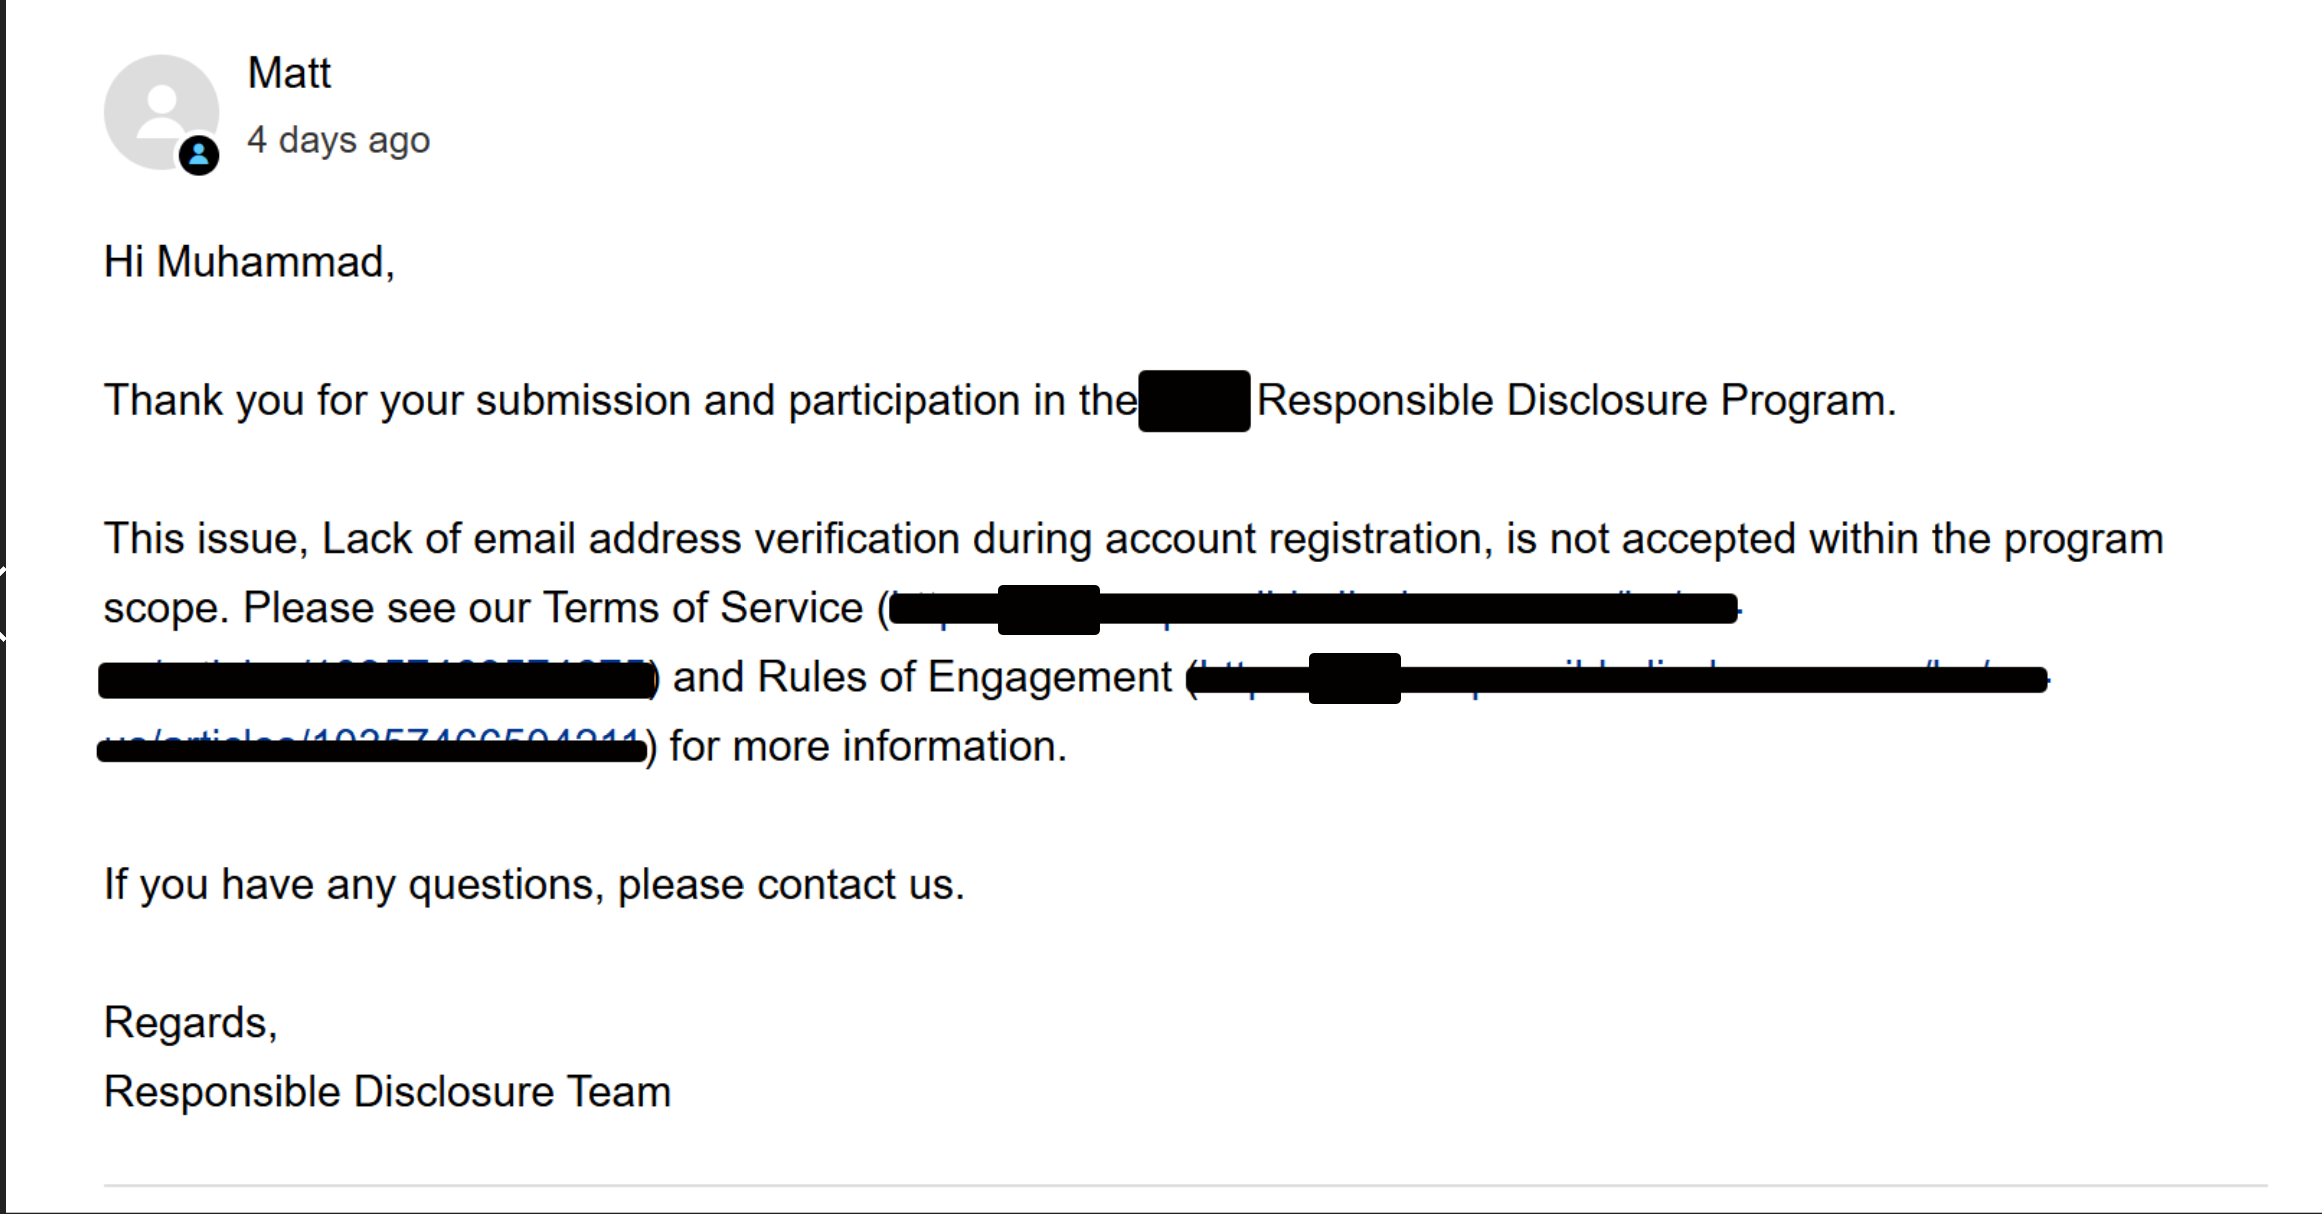 Matt
4 days ago
Hi Muhammad,
Thank you for your submission and participation in the Responsible Disclosure Program.
This issue, Lack of email address verification during account registration, is not accepted within the program
scope. Please see our Terms of Service (
) and Rules of Engagement (
) for more information.
If you have any questions, please contact us.
Regards,
Responsible Disclosure Team